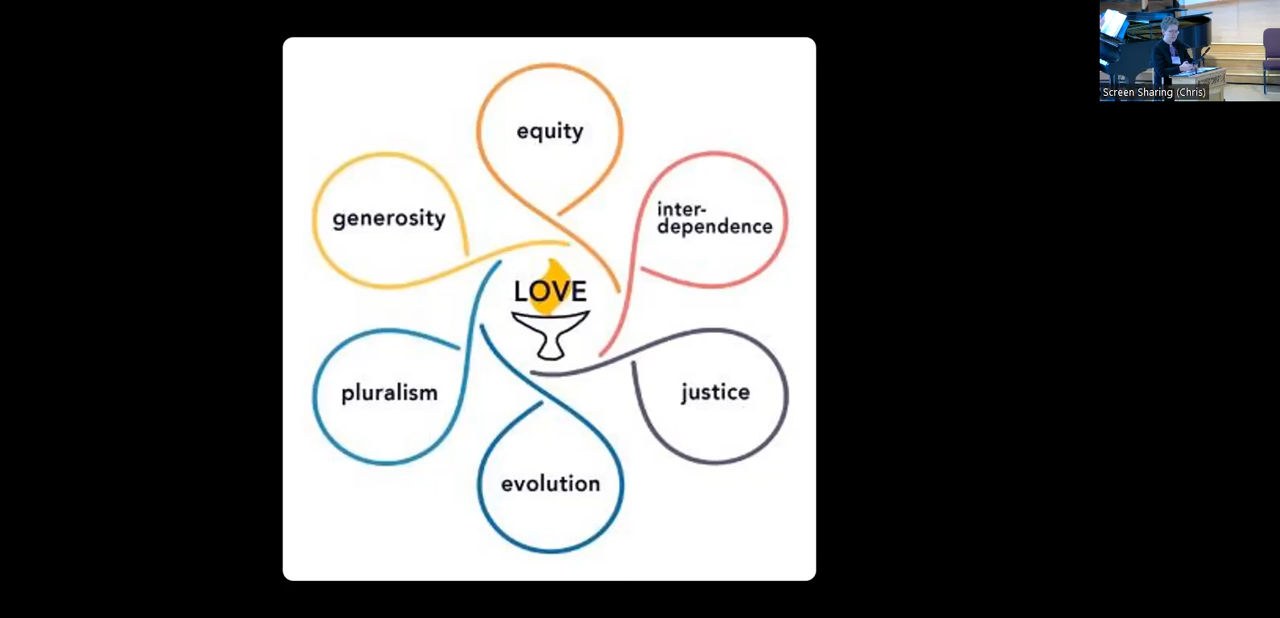 equity
generosity
inter-
dependence
LOVE
pluralism
justice
evolution
Screen Sharing (Chris)